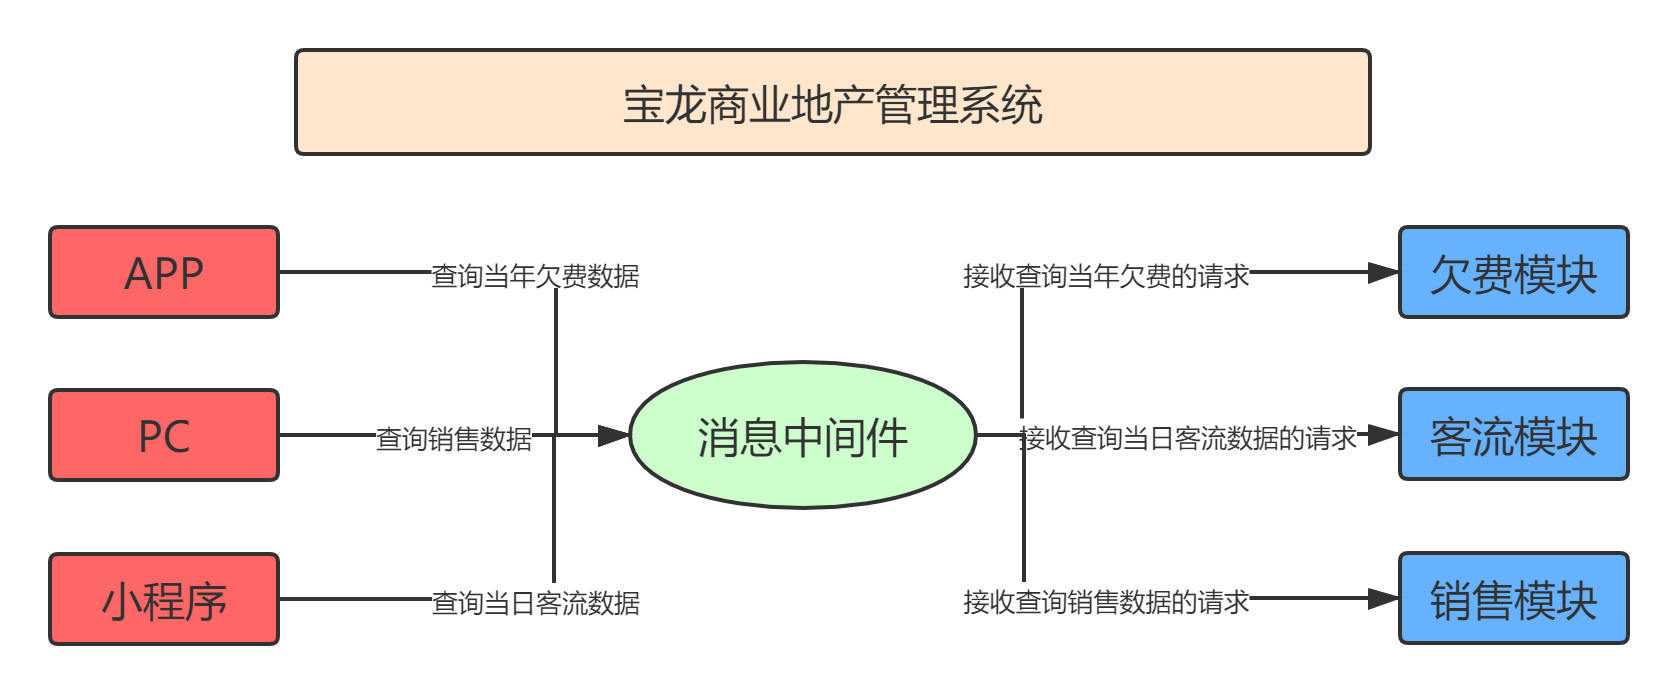 宝龙商业地产管理系统
APP
查询当年欠费数据
接收查询当年欠费的请求
欠费模块
PC
查询销售数据
消息中间件
接收查询当日客流数据的请求
客流模块
小程序
查询当日客流数据
接收查询销售数据的请求
销售模块